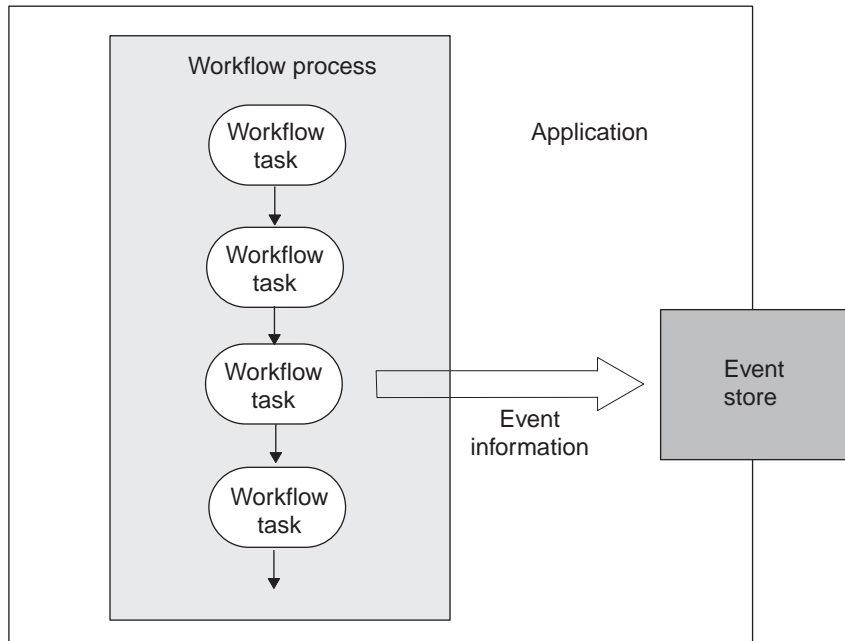 Workflow process
Workflow
task
Application
Workflow
task
Workflow
task
Event
information
Event
store
Workflow
task